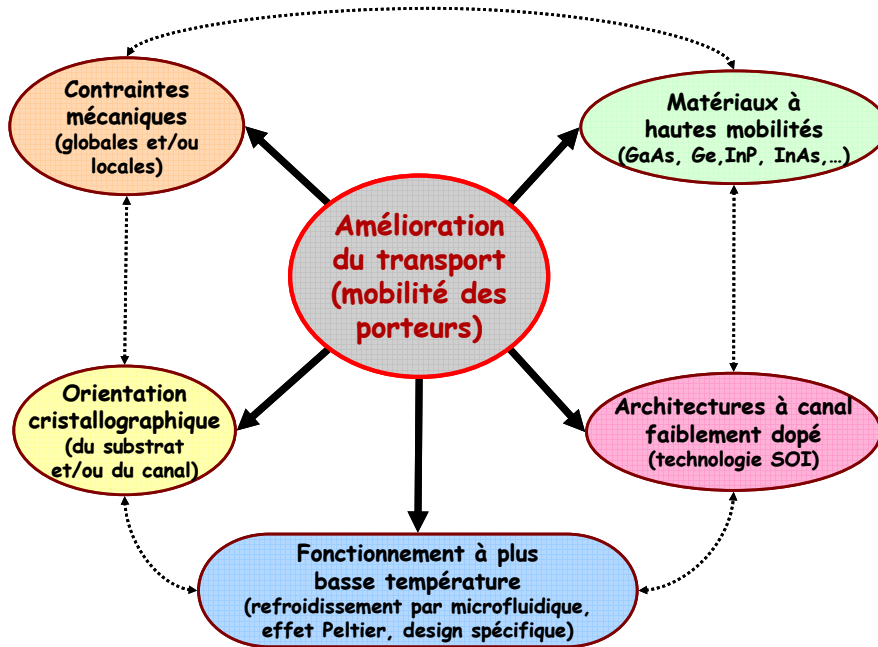 Contraintes
mécaniques
(globales et/ou
locales)
Matériaux à
hautes mobilités
(GaAs, Ge,InP, InAs,…)
Amélioration
du transport
(mobilité des
porteurs)
Orientation
cristallographique
(du substrat
et/ou du canal)
Architectures à canal
faiblement dopé
(technologie SOI)
Fonctionnement à plus
basse température
(refroidissement par microfluidique,
effet Peltier, design spécifique)